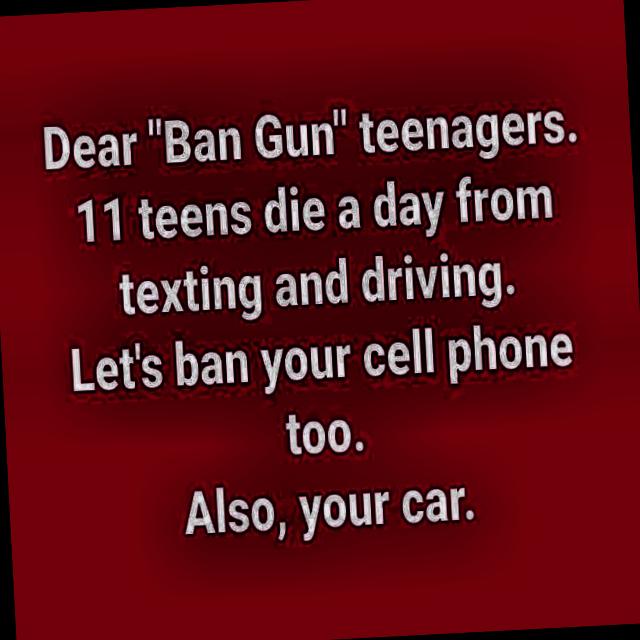 Dear "Ban Gun" teenagers.
11 teens die a day from
texting and driving.
Let's ban your cell phone
too.
Also, your car.